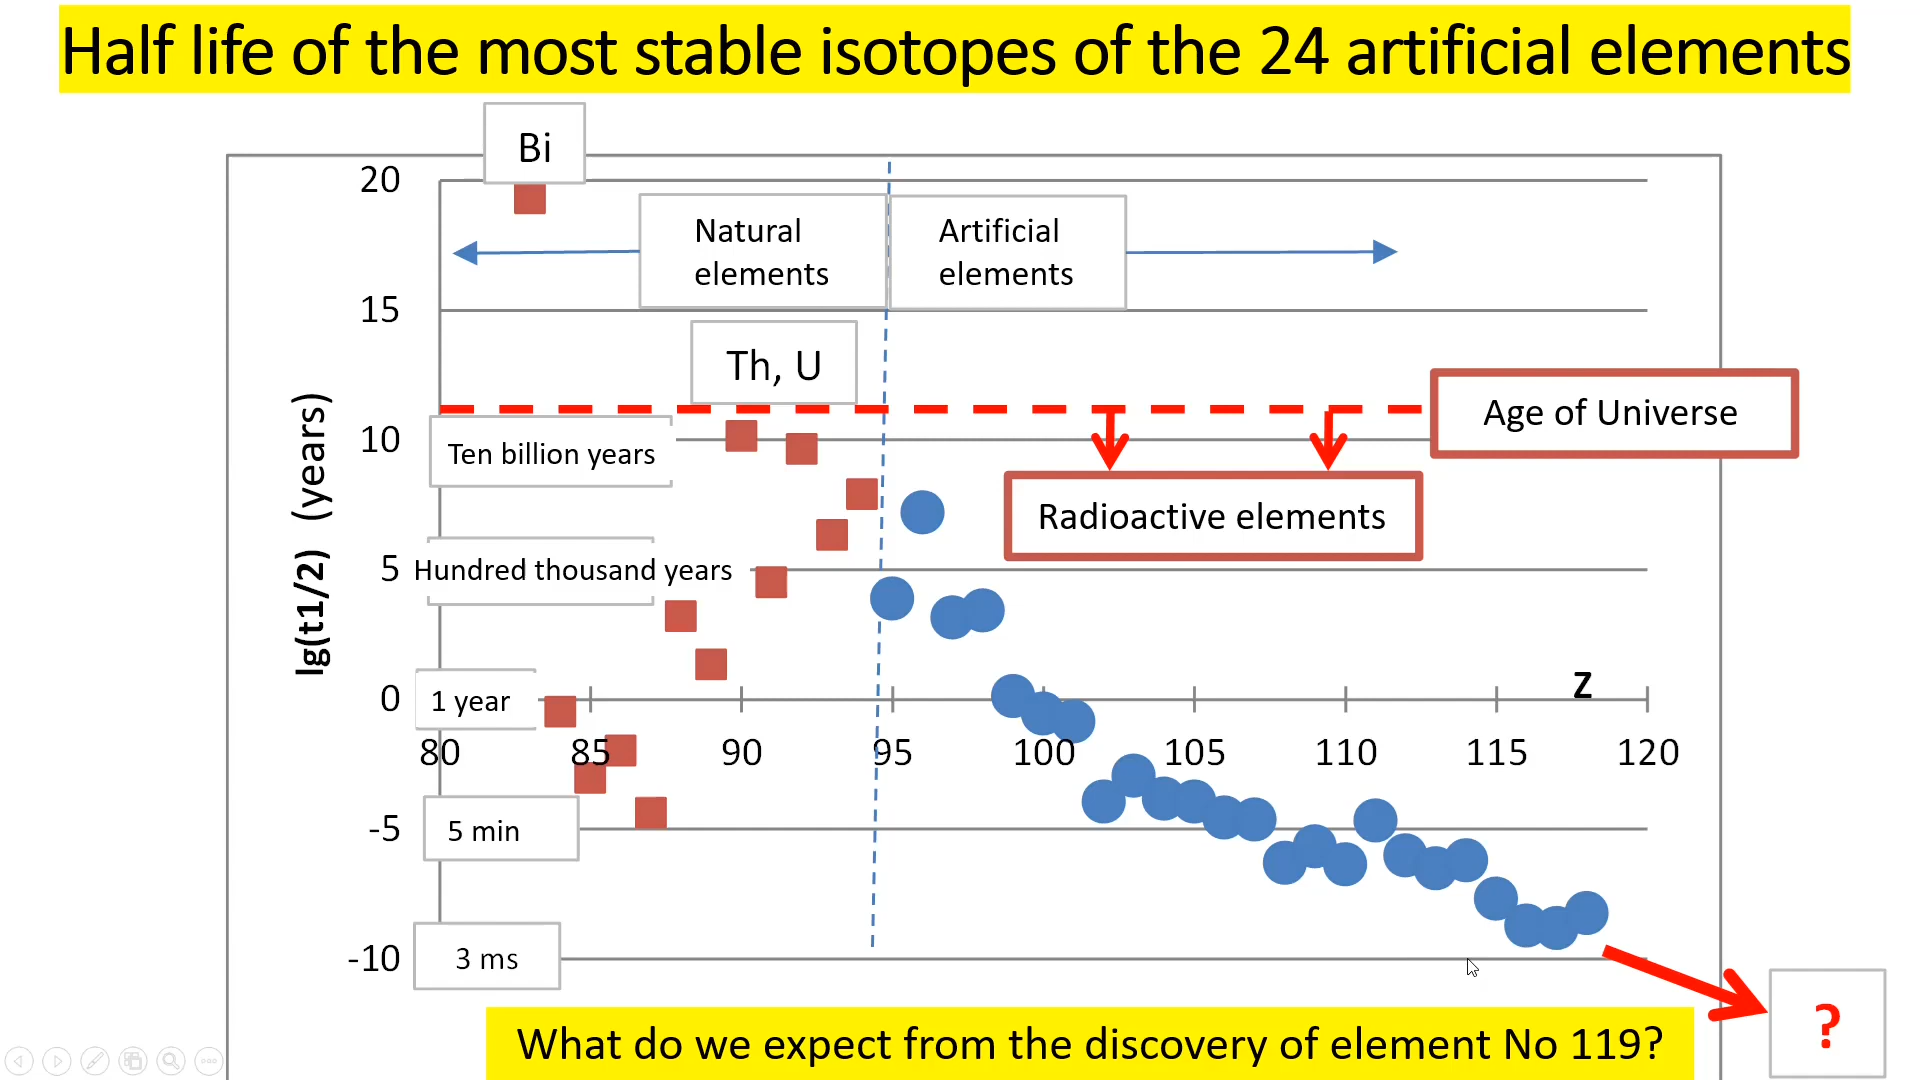 Half life of the most stable isotopes of the 24 artificial elements
Bi
20
Natural
elements
Artificial
elements
15
Th, U
Age of Universe
10
Ten billion years
Radioactive elements
5
Hundred thousand years
lg(t1/2) (years)
0
1 year
Z
80
85
90
95
100
105
110
115
120
-5
5 min
-10
3 ms
?
What do we expect from the discovery of element No 119?